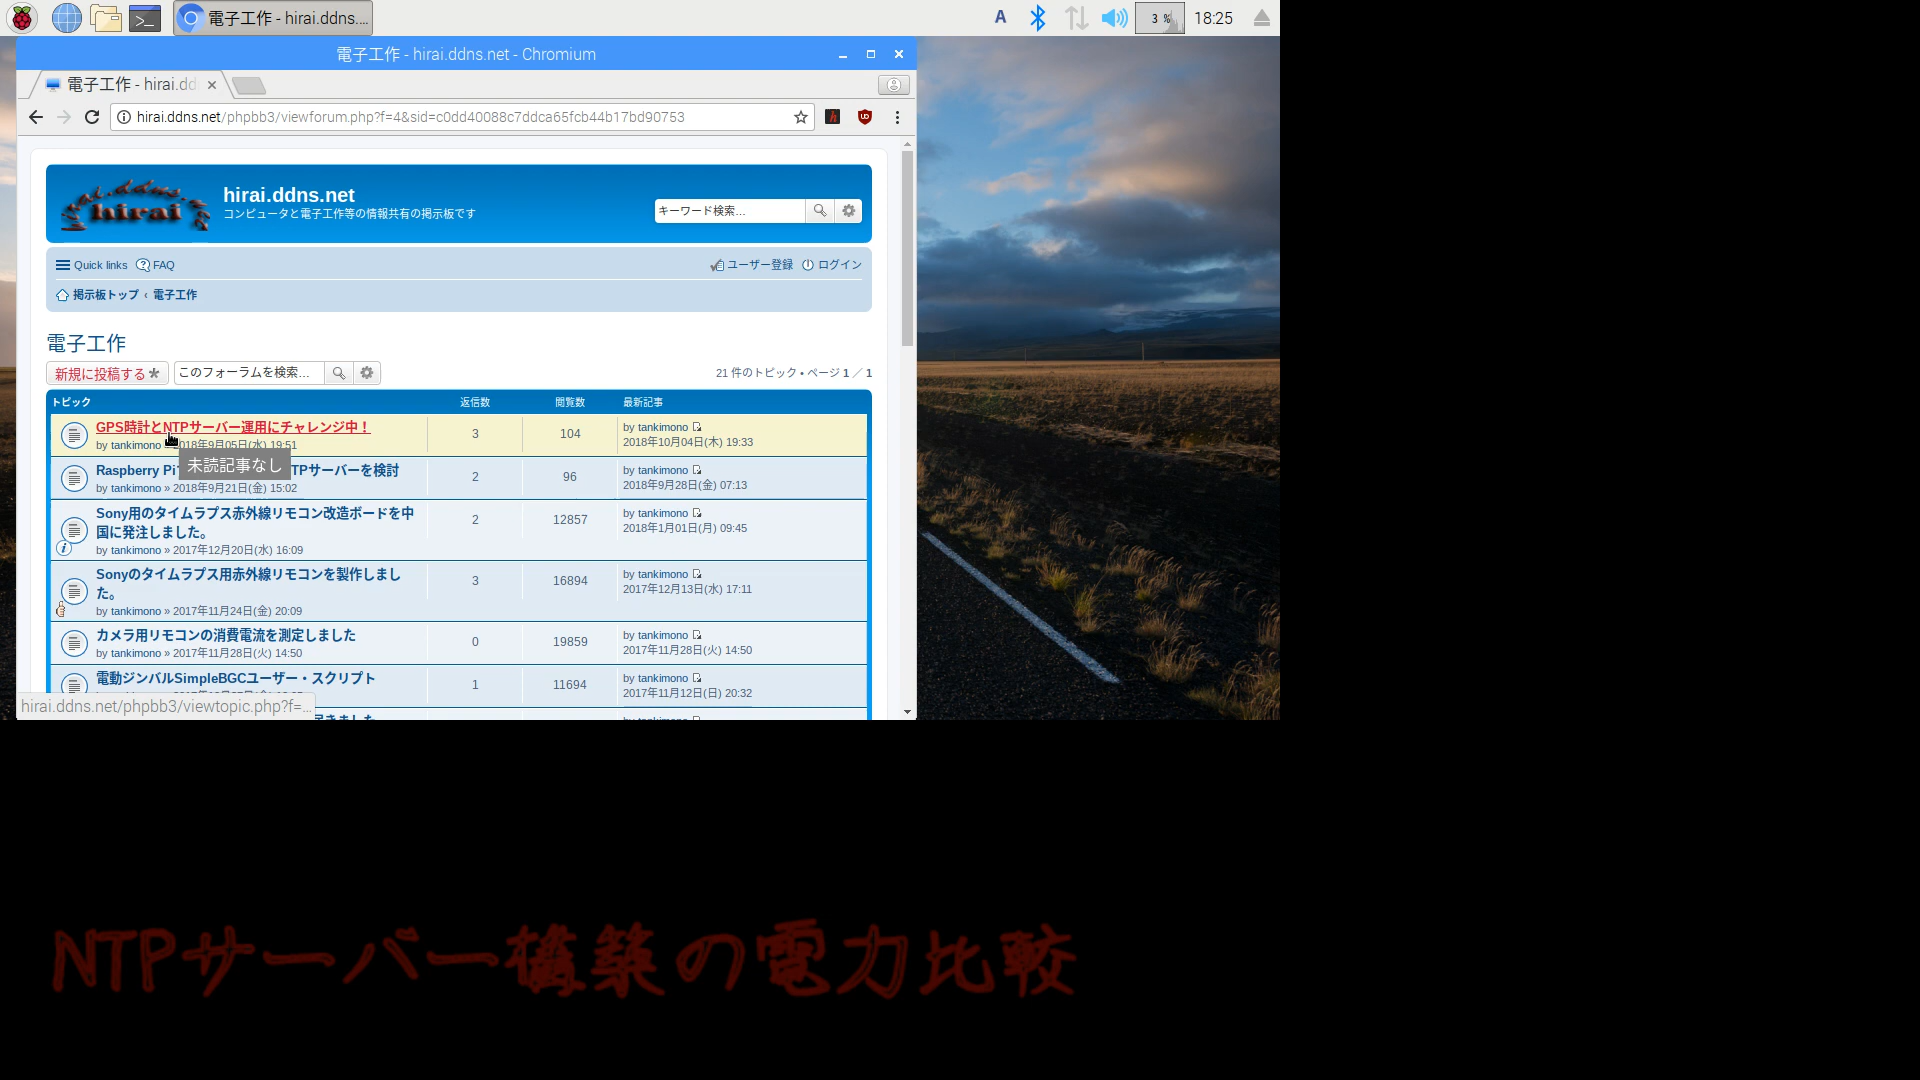 電子工作 - hirai.ddns....
A
3 %
18:25
電子工作 - hirai.ddns.net - Chromium
電子工作 - hirai.dd
hirai.ddns.net/phpbb3/viewforum.php?f=4&sid=c0dd40088c7ddca65fcb44b17bd90753
hirai
hirai.ddns.net
コンピュータと電子工作等の情報共有の掲示板です
キーワード検索…
Quick links FAQ
ユーザー登録 ログイン
掲示板トップ ‹ 電子工作
電子工作
新規に投稿する
このフォーラムを検索…
21 件のトピック • ページ 1 ／ 1
トピック 返信数 閲覧数 最新記事
GPS時計とNTPサーバー運用にチャレンジ中！
by tankimono » 2018年9月05日(水) 19:51
3
104
by tankimono
2018年10月04日(木) 19:33
未読記事なし
Raspberry Pi TPサーバーを検討
by tankimono » 2018年9月21日(金) 15:02
2
96
by tankimono
2018年9月28日(金) 07:13
Sony用のタイムラプス赤外線リモコン改造ボードを中
国に発注しました。
by tankimono » 2017年12月20日(水) 16:09
2
12857
by tankimono
2018年1月01日(月) 09:45
Sonyのタイムラプス用赤外線リモコンを製作しまし
た。
by tankimono » 2017年11月24日(金) 20:09
3
16894
by tankimono
2017年12月13日(水) 17:11
カメラ用リモコンの消費電流を測定しました
by tankimono » 2017年11月28日(火) 14:50
0
19859
by tankimono
2017年11月28日(火) 14:50
電動ジンバルSimpleBGCユーザー・スクリプト
1
11694
by tankimono
2017年11月12日(日) 20:32
hirai.ddns.net/phpbb3/viewtopic.php?f=...
NTPサーバー構築の電力比較